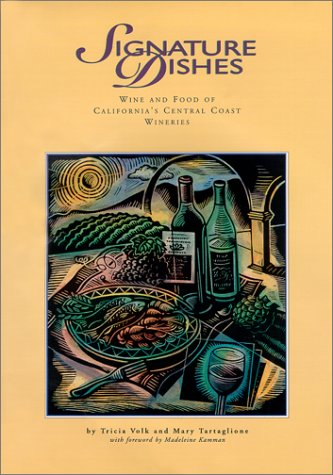 SIGNATURE
DISHES
WINE AND FOOD OF
CALIFORNIA'S CENTRAL COAST
WINERIES
by Tricia Volk and Mary Tartaglione
with foreword by Madeleine Kamman